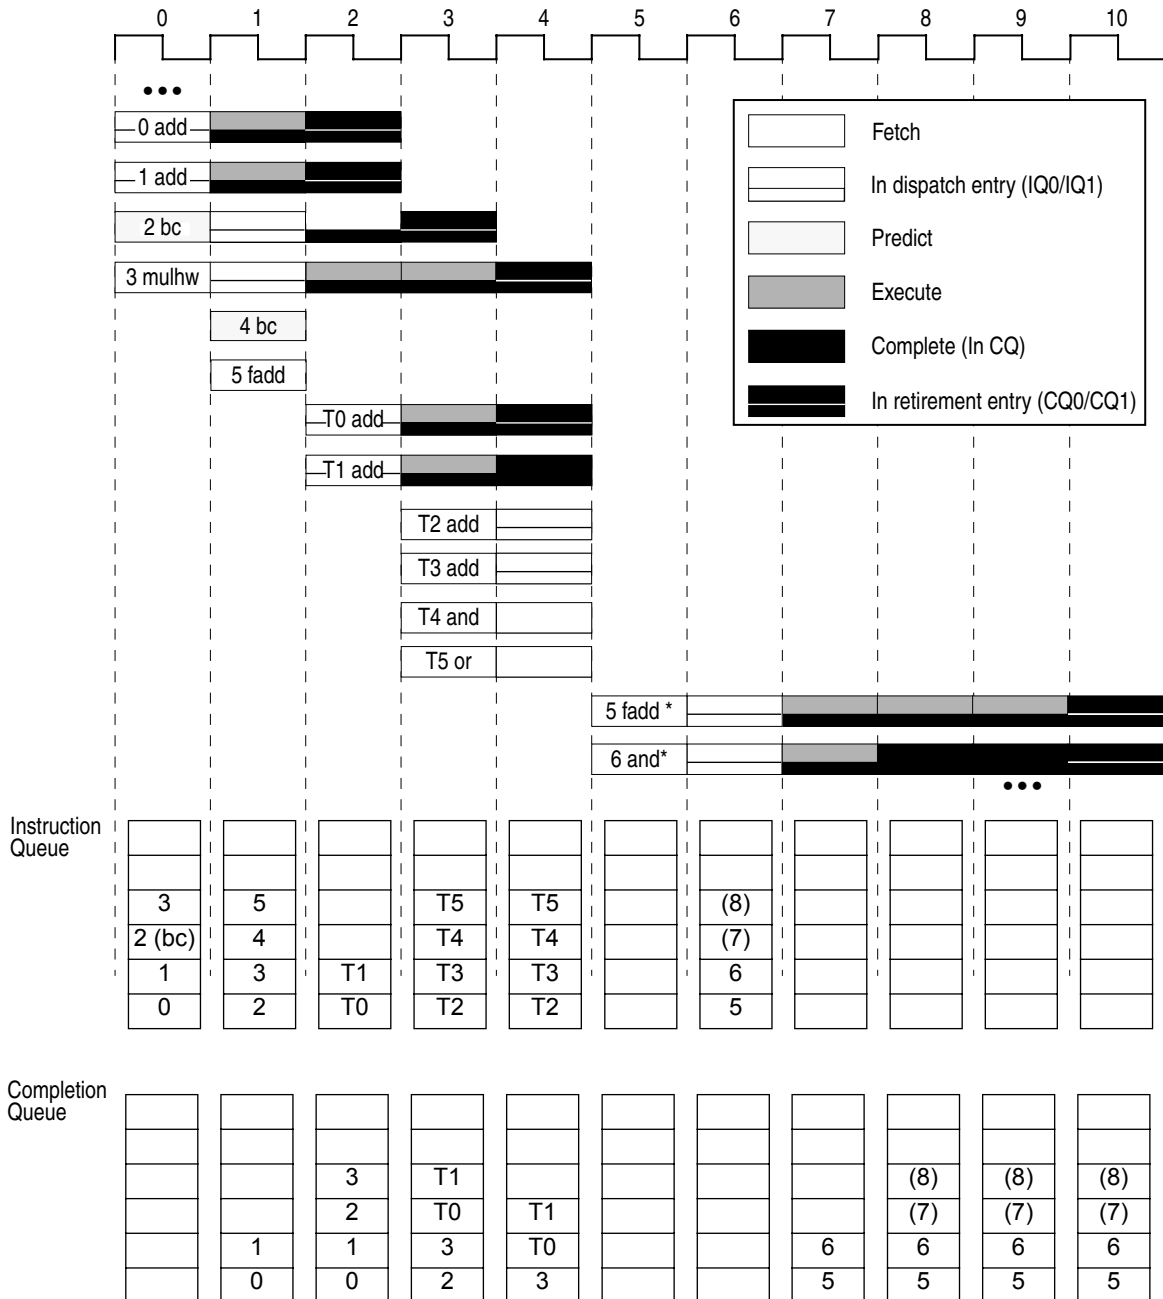 0 1 2 3 4 5 6 7 8 9 10
•••
0 add
1 add
2 bc
3 mulhw
4 bc
5 fadd
T0 add
T1 add
T2 add
T3 add
T4 and
T5 or
5 fadd *
6 and*
•••
Fetch
In dispatch entry (IQ0/IQ1)
Predict
Execute
Complete (In CQ)
In retirement entry (CQ0/CQ1)
Instruction
Queue
3 5 T5 T5 (8)
2 (bc) 4 T4 T4 (7)
1 3 T1 T3 T3 6
0 2 T0 T2 T2 5
Completion
Queue
3 T1 (8) (8) (8)
2 T0 T1 (7) (7) (7)
1 1 3 T0 6 6 6 6
0 0 2 3 5 5 5 5